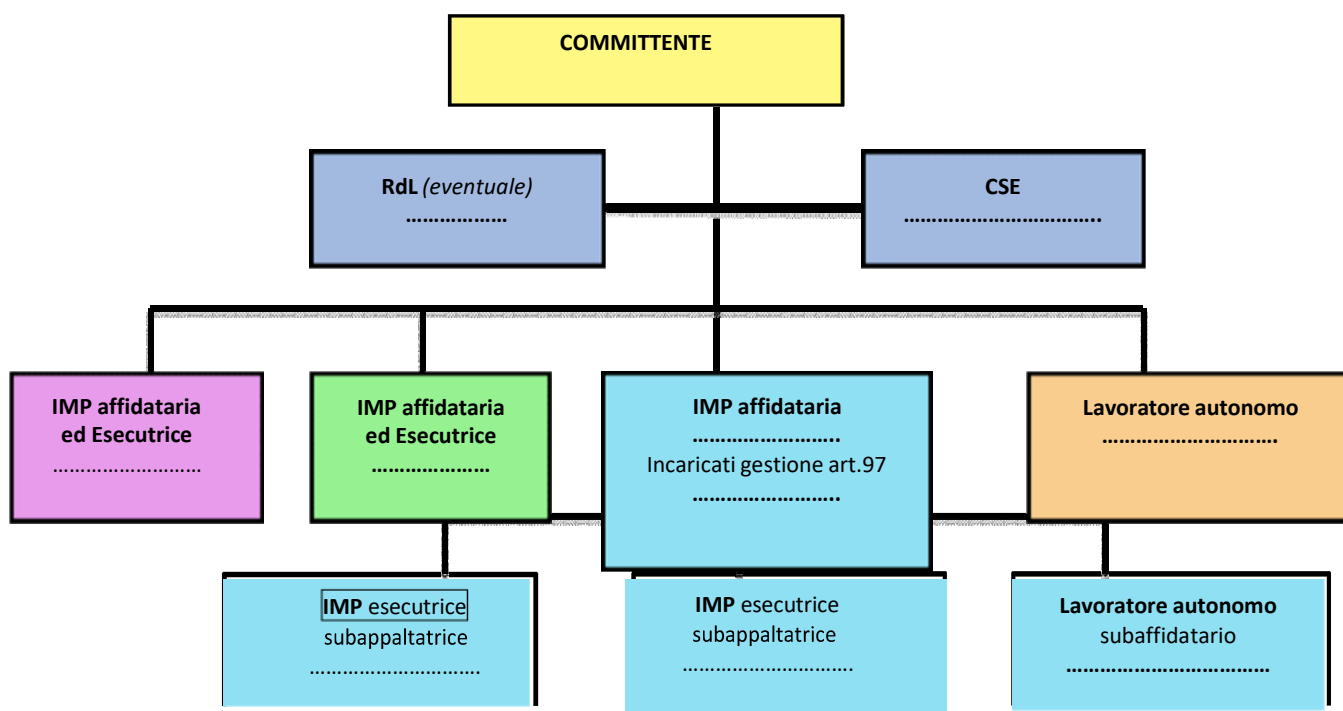 COMMITTENTE
RdL (eventuale)
………………
CSE
……………………………..
IMP affidataria
ed Esecutrice
………………………
IMP affidataria
ed Esecutrice
…………………
IMP affidataria
……………………..
Incaricati gestione art.97
……………………..
Lavoratore autonomo
………………………….
IMP esecutrice
subappaltatrice
………………………….
IMP esecutrice
subappaltatrice
………………………….
Lavoratore autonomo
subaffidatario
………………………………